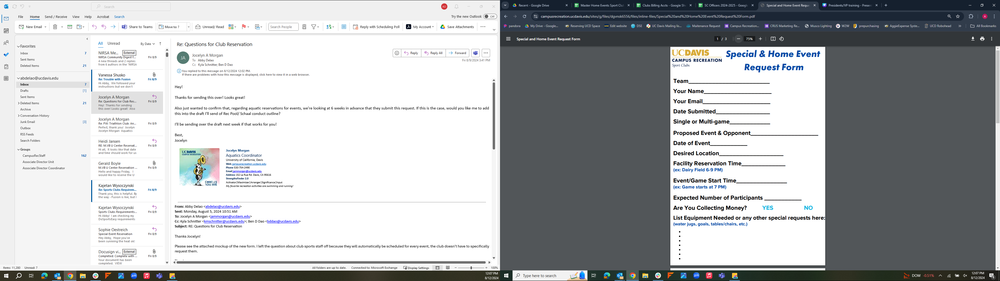 Search
AD
File Home Send / Receive View Help Acrobat Search
Try the new Outlook Off
New Email
Share to Teams
Move to: ?
Unread/ Read
Search People
Reply with Scheduling Poll
My Account
Save Attachments
Favorites
Inbox 7
Sent Items
Deleted Items 21
abdelao@ucdavis.edu
Inbox 7
Drafts [1]
Sent Items
Deleted Items 21
Archive
Conversation History
Junk Email [3]
Outbox
RSS Feeds
Search Folders
Groups
CampusRecStaff 162
Associate Director Unit
Associate Director Coordinator
All Unread By Date
NIRSA Me... External
NIRSA Community Digest f... Fri 8/9
4 new threads and 2 replies
from 6 authors in the "NIRSA
Vanessa Shusko
Re: Trouble with Fusion Fri 8/9
Hi Abby, We followed your
instructions but we don't
Jocelyn A Morgan
Re: Questions for Club Res... Fri 8/9
Hey! Thanks for sending
this over! Looks great! Also
Jocelyn A Morgan
Re: FW: Triathlon Club: An... Fri 8/9
Perfect, thank you! Jocelyn
Jocelyn Morgan Aquatics
Heidi Jansen
RE: M.VB U Center Reservat... Fri 8/9
Hi all, It looks like that date
and time should work for us
Gerald Boyle
M.VB U Center Reservation ... Fri 8/9
Hello and happy Friday, I
would like to reserve the U
Kajetan Wysoczynski
Re: Sports Clubs Requirem... Fri 8/9
Thank you, this is helpful. By
the way - Fusion is live, but I
Kajetan Wysoczynski
Sports Clubs Requirements... Fri 8/9
Hi Abby! I am checking my
DoSportsEasy requirements
Sophie Oestreich
Special Event Reservation Fri 8/9
Hey Abby, Hope you've
been surviving the heat ok!
Docusign vi... External
Completed: Complete with ... Fri 8/9
Your document has been
completed. VIEW
Re: Questions for Club Reservation
JA
Jocelyn A Morgan
To Abby Delao
Cc Kyla Schnitter; Ben D Dao
Reply Reply All Forward
Fri 8/9/2024 3:41 PM
You replied to this message on 8/12/2024 12:02 PM.
If there are problems with how this message is displayed, click here to view it in a web browser.
Hey!
Thanks for sending this over! Looks great!
Also just wanted to confirm that, regarding aquatic reservations for events, we're looking at 6 weeks in advance that they submit this request. If this is the case, would you like me to add
this into the draft I'll send of Rec Pool/ Schaal conduct outline?
I'll be sending over the draft next week if that works for you!
Best,
Jocelyn
UCDAVIS
CAMPUS RECREATION
COME AS
YOU ARE
Jocelyn Morgan
Aquatics Coordinator
University of California, Davis
Web campusrecreation.ucdavis.edu
Phone 530-754-2490
Email jammorgan@ucdavis.edu
Address 152 La Rue Rd. Davis, CA 95616
StrengthsFinder 2.0
Activator|Maximizer|Arranger|Significance|Input
My favorite recreation activities are swimming and running!
From: Abby Delao <abdelao@ucdavis.edu>
Sent: Monday, August 5, 2024 10:51 AM
To: Jocelyn A Morgan <jammorgan@ucdavis.edu>
Cc: Kyla Schnitter <kmschnitter@ucdavis.edu>; Ben D Dao <bddao@ucdavis.edu>
Subject: RE: Questions for Club Reservation
Thanks Jocelyn!
Please see the attached mockup of the new form. I left the question about club sports staff off because they will automatically be scheduled for every event, the club doesn't have to specifically
request them.
Items: 11,280 Unread: 7
All folders are up to date. Connected to: Microsoft Exchange Display Settings 100%
12:07 PM
8/12/2024
Recent - Google Drive
Master Home Events Sport Clu
Clubs Billing Accts - Google She
SC Officers 2024-2025 - Google
Special and Home Event Reque
Presidents/VP training - Presen
campusrecreation.ucdavis.edu/sites/g/files/dgvnsk6556/files/inline-files/Special%20and%20Home%20Event%20Request%20Form.pdf
A
pandora
My Drive - Google...
Reserving UCD Space
Edit website
DSE
UC Davis Mailing lis...
Maitenance Request
Campus Recreation...
CRUS Marketing Re...
Musco Lighting
W2W
prepurchasing
AggieExpense Syste...
UCD Robohead
All Bookmarks
Special and Home Event Request Form
1 / 3
75%
UCDAVIS
CAMPUS RECREATION
Sport Clubs
Special & Home Event
Request Form
Team________________________
Your Name____________________
Your Email____________________
Date Submitted________________
Single or Multi-game____________
Proposed Event & Opponent____________________
Date of Event___________
Desired Location___________________
Facility Reservation Time_____________
(ex: Dairy Field 6-9 PM)
Event/Game Start Time_______________
(ex: Game starts at 7 PM)
Expected Number of Participants ___________
Are You Collecting Money? YES NO
List Equipment Needed or any other special requests here:
(water jugs, goals, tables/chairs, etc.)
•
•
•
•
•
•
•
Type here to search
DOW -0.51%
12:07 PM
8/12/2024